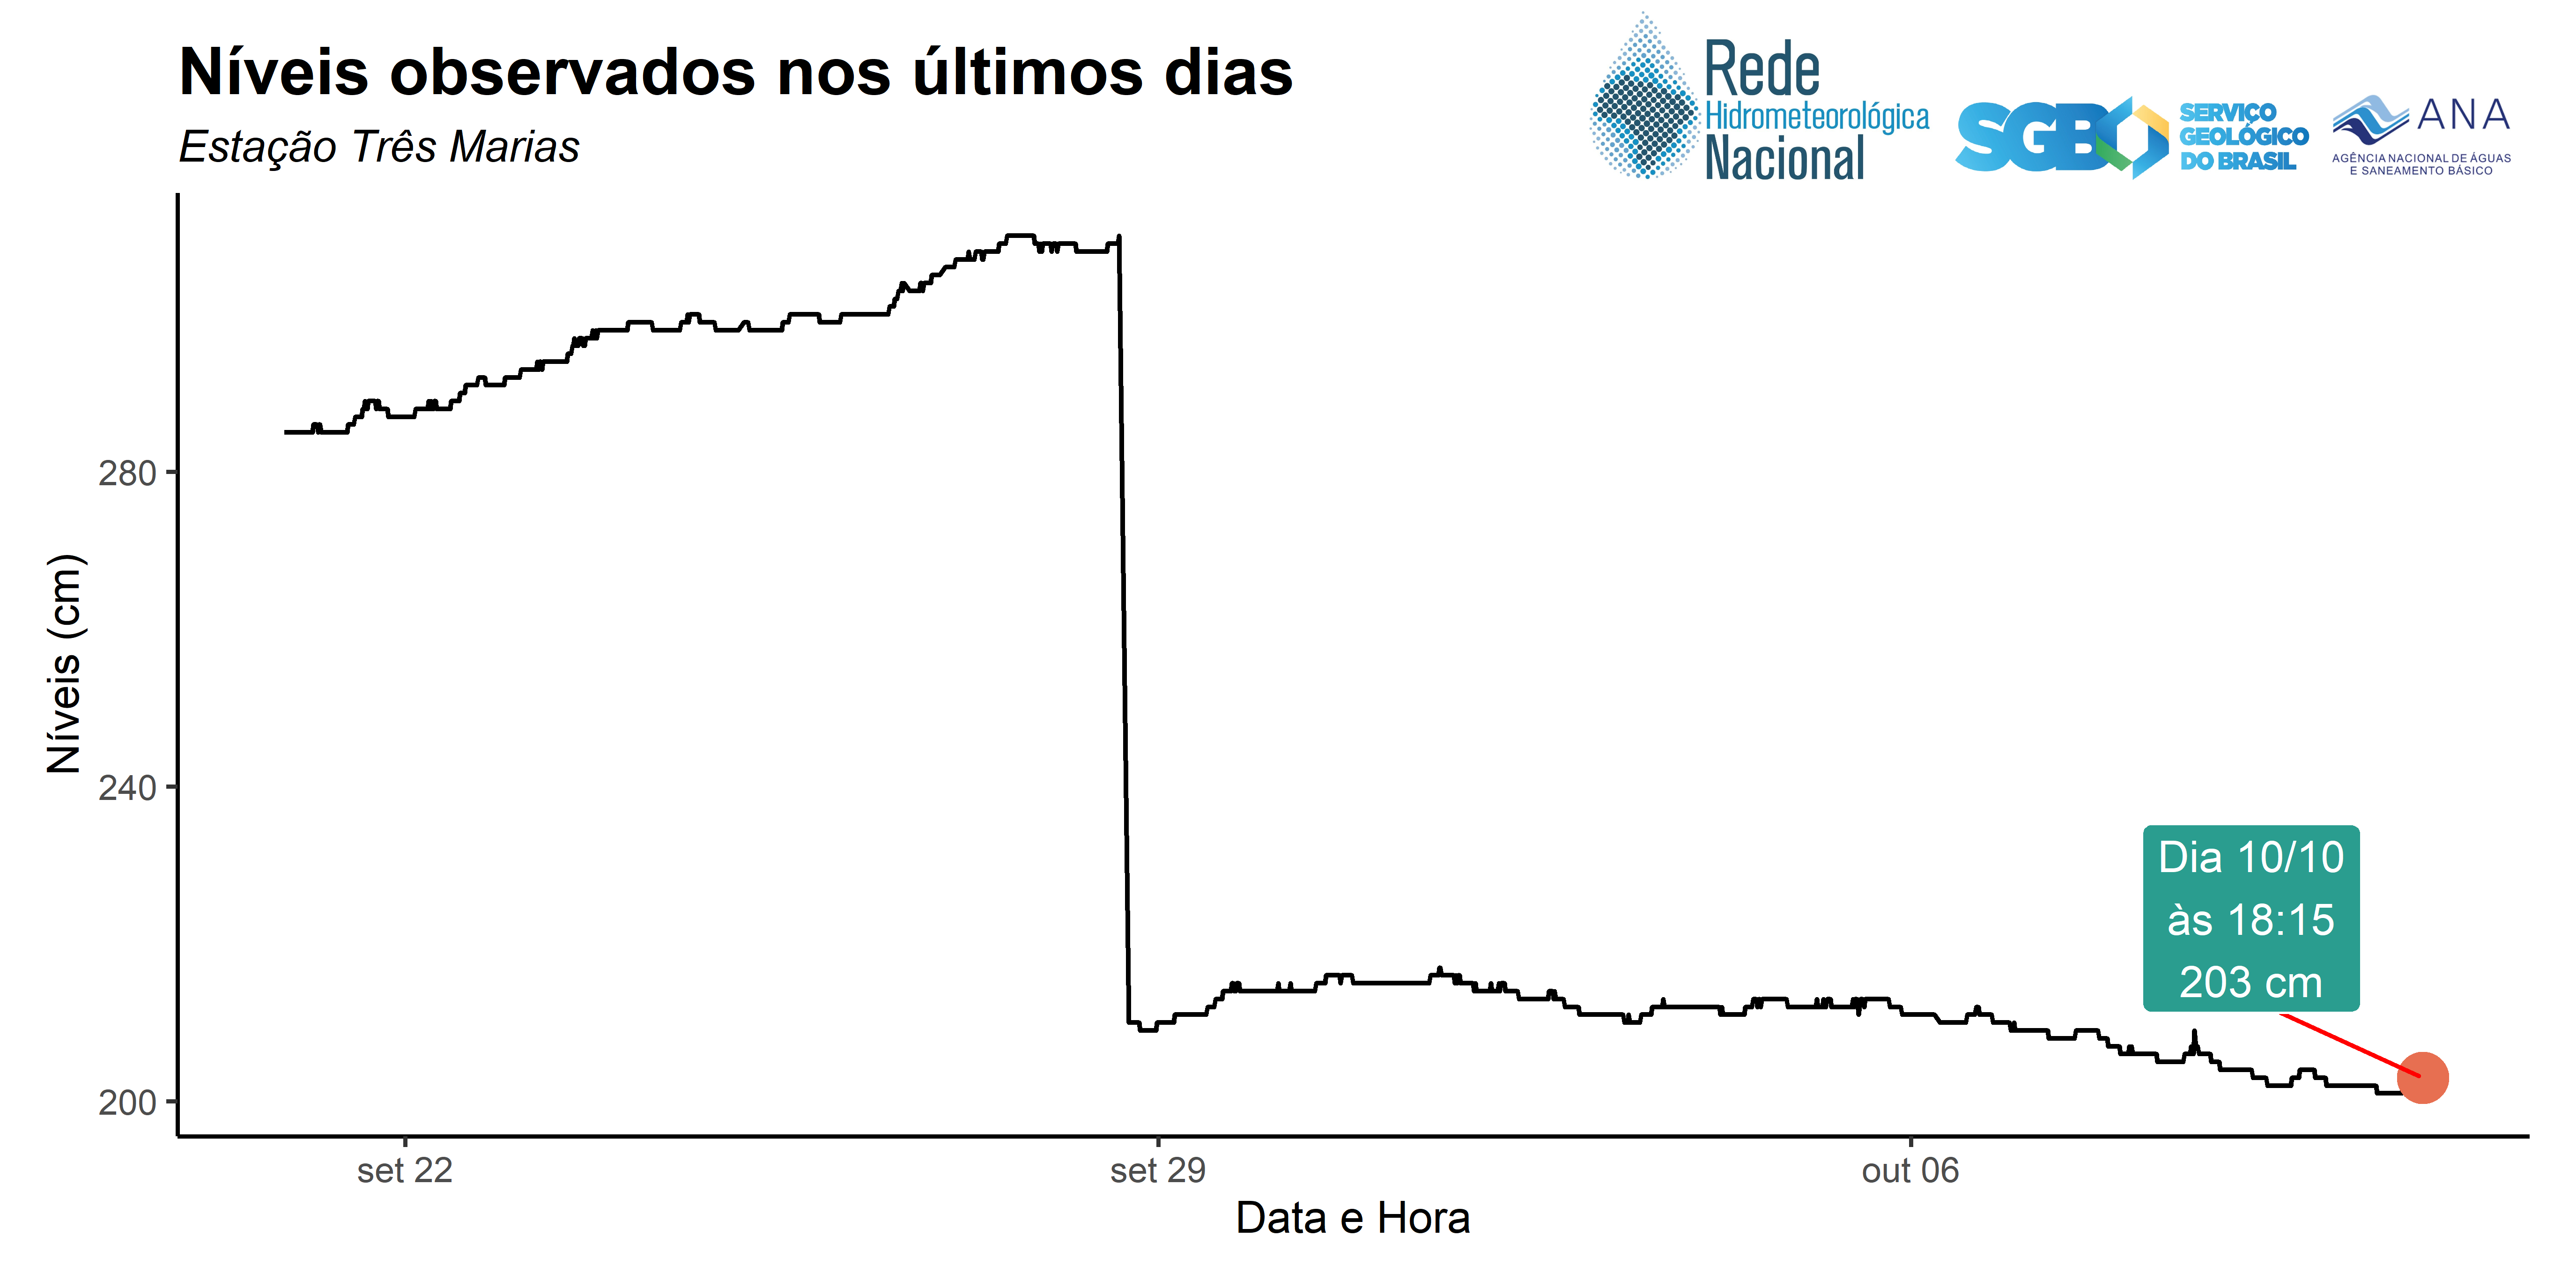 Níveis observados nos últimos dias
Estação Três Marias
Rede
Hidrometeorológica
Nacional
SGB
SERVIÇO
GEOLÓGICO
DO BRASIL
ANA
AGÊNCIA NACIONAL DE ÁGUAS
E SANEAMENTO BÁSICO
Níveis (cm)
280
240
200
Dia 10/10
às 18:15
203 cm
set 22
set 29
out 06
Data e Hora